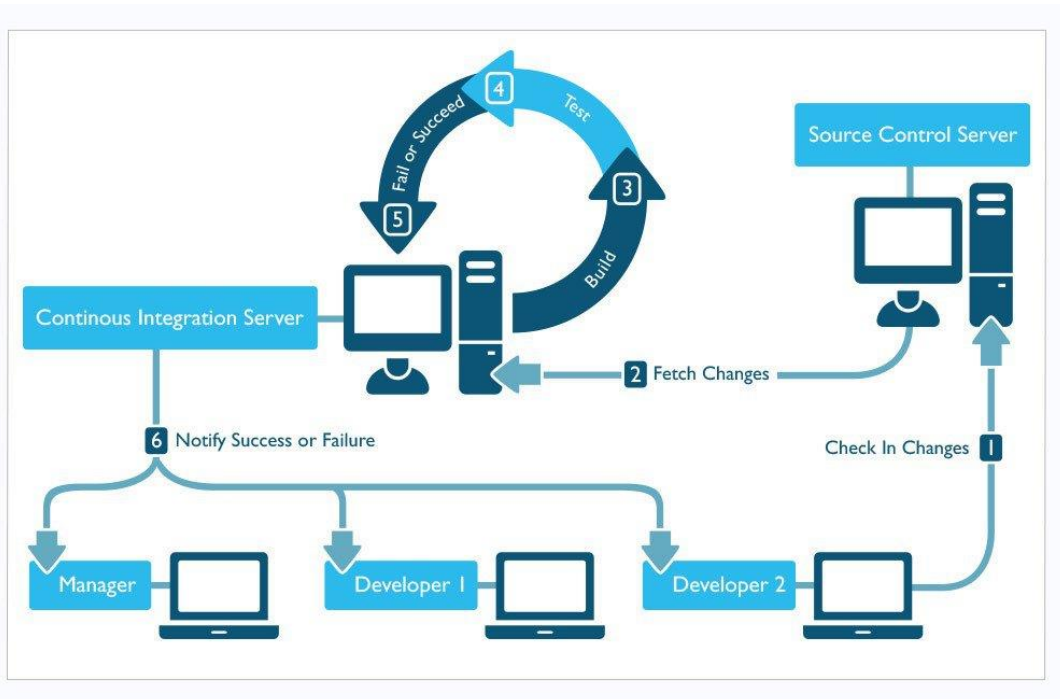 4
Test
Fail or Succeed
Source Control Server
3
5
Build
Continous Integration Server
2 Fetch Changes
6 Notify Success or Failure
Check In Changes 1
Manager
Developer 1
Developer 2